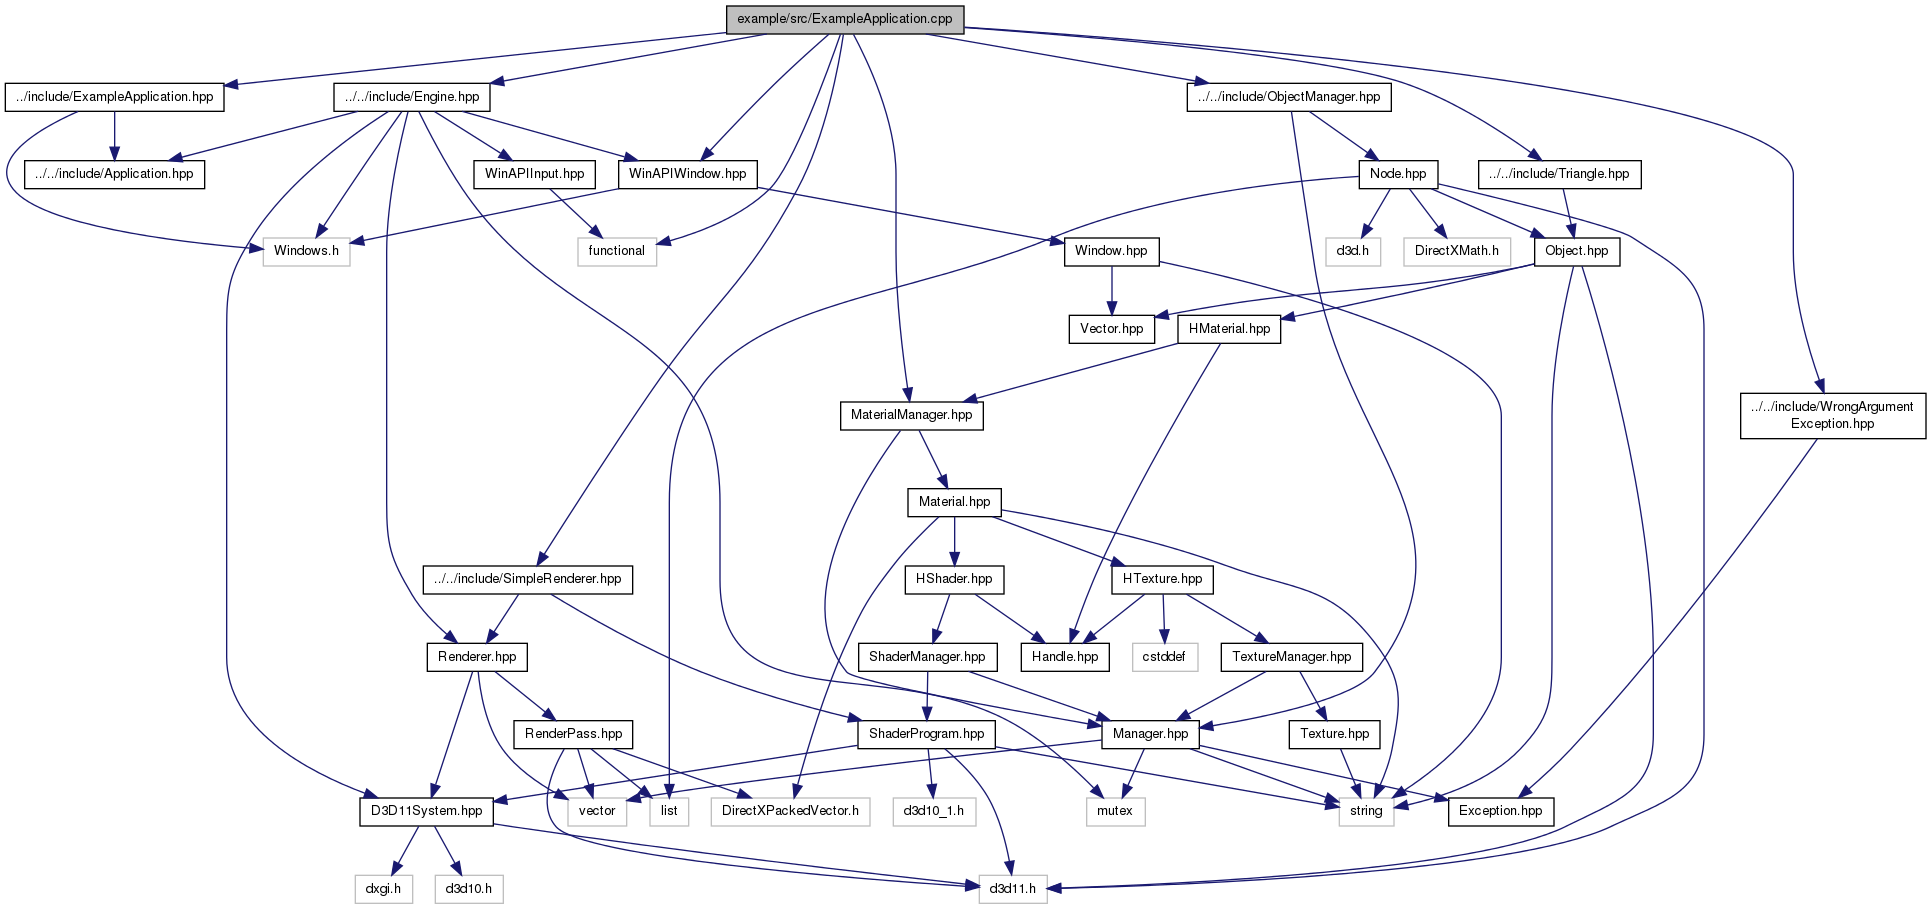 example/src/ExampleApplication.cpp
../include/ExampleApplication.hpp
../../include/Engine.hpp
../../include/ObjectManager.hpp
../../include/Application.hpp
WinAPIInput.hpp
WinAPIWindow.hpp
Node.hpp
../../include/Triangle.hpp
Windows.h
functional
Window.hpp
d3d.h
DirectXMath.h
Object.hpp
Vector.hpp
HMaterial.hpp
MaterialManager.hpp
../../include/WrongArgument
Exception.hpp
Material.hpp
../../include/SimpleRenderer.hpp
HShader.hpp
HTexture.hpp
Renderer.hpp
ShaderManager.hpp
Handle.hpp
cstddef
TextureManager.hpp
RenderPass.hpp
ShaderProgram.hpp
Manager.hpp
Texture.hpp
D3D11System.hpp
vector
list
DirectXPackedVector.h
d3d10_1.h
mutex
string
Exception.hpp
dxgi.h
d3d10.h
d3d11.h